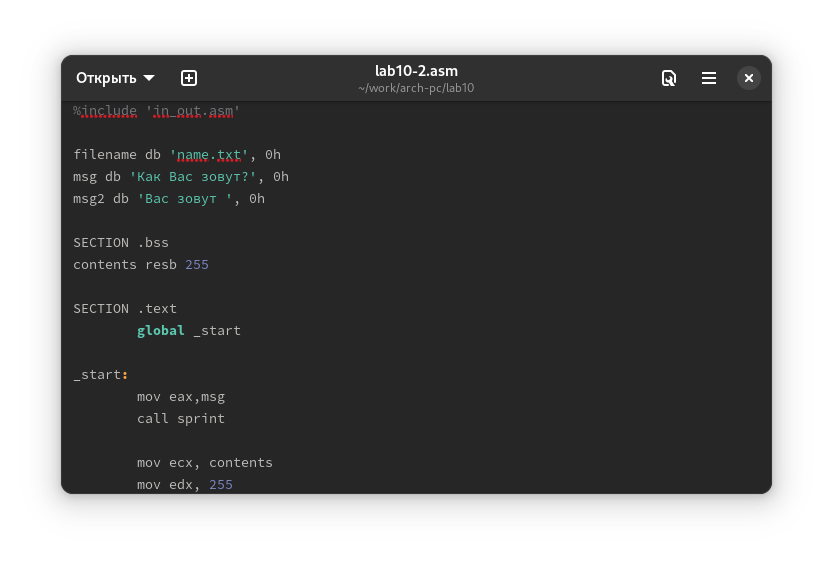 Открыть
lab10-2.asm
~/work/arch-pc/lab10
%include 'in_out.asm'
filename db 'name.txt', 0h
msg db 'Как Вас зовут?', 0h
msg2 db 'Вас зовут ', 0h
SECTION .bss
contents resb 255
SECTION .text
global _start
_start:
mov eax,msg
call sprint
mov ecx, contents
mov edx, 255